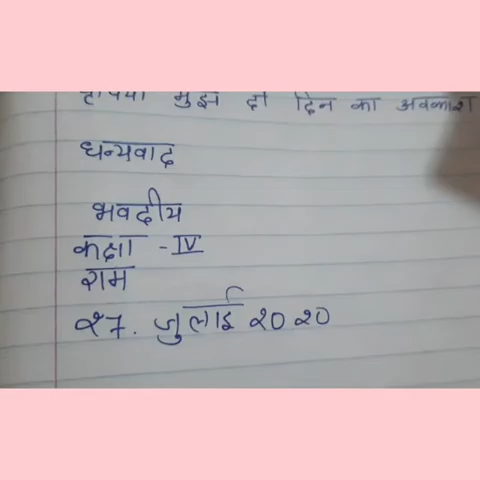 कृपया मुझे दो दिन का अवकाश
धन्यवाद
भवदीय
कक्षा - IV
राम
२७. जुलाई २०२०